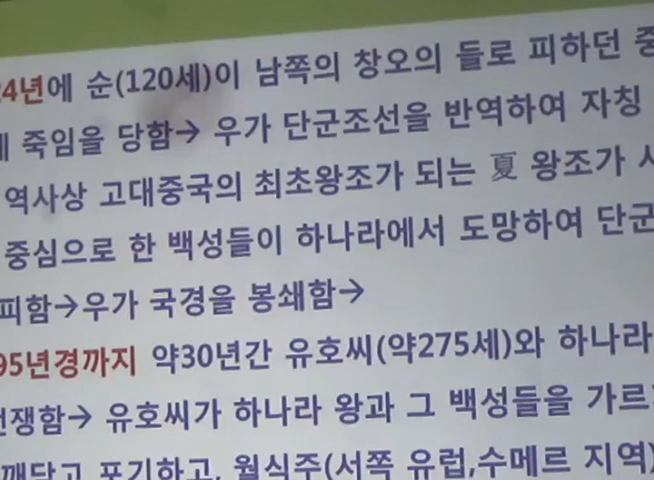 24년에 순(120세)이 남쪽의 창오의 들로 피하던 중
죽임을 당함→ 우가 단군조선을 반역하여 자칭
역사상 고대중국의 최초왕조가 되는 夏 왕조가
중심으로 한 백성들이 하나라에서 도망하여 단군
피함→우가 국경을 봉쇄함→
95년경까지 약30년간 유호씨(약275세)와 하나라
전쟁함→ 유호씨가 하나라 왕과 그 백성들을
깨닫고 포기하고, 월식주(서쪽 유럽,수메르 지역)